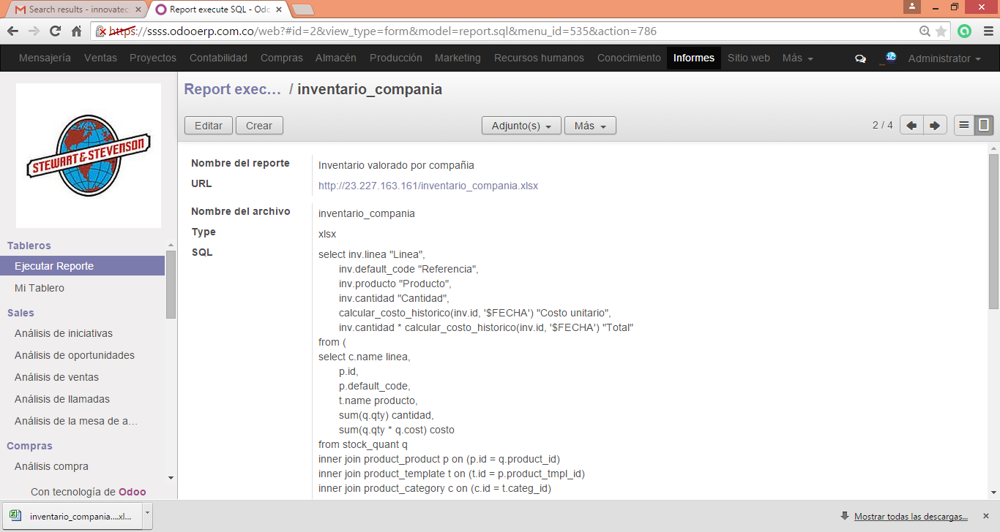 Search results - innovatec
Report execute SQL - Odo
https://ssss.odooerp.com.co/web?#id=2&view_type=form&model=report.sql&menu_id=535&action=786
Mensajería Ventas Proyectos Contabilidad Compras Almacén Producción Marketing Recursos humanos Conocimiento Informes Sitio web Más Administrator
STEWART & STEVENSON
Report exec... / inventario_compania
Editar Crear Adjunto(s) Más 2 / 4
Tableros
Ejecutar Reporte
Mi Tablero
Sales
Análisis de iniciativas
Análisis de oportunidades
Análisis de ventas
Análisis de llamadas
Análisis de la mesa de a...
Compras
Análisis compra
Con tecnología de Odoo
Nombre del reporte Inventario valorado por compañia
URL http://23.227.163.161/inventario_compania.xlsx
Nombre del archivo inventario_compania
Type xlsx
SQL select inv.linea "Linea",
inv.default_code "Referencia",
inv.producto "Producto",
inv.cantidad "Cantidad",
calcular_costo_historico(inv.id, '$FECHA') "Costo unitario",
inv.cantidad * calcular_costo_historico(inv.id, '$FECHA') "Total"
from (
select c.name linea,
p.id,
p.default_code,
t.name producto,
sum(q.qty) cantidad,
sum(q.qty * q.cost) costo
from stock_quant q
inner join product_product p on (p.id = q.product_id)
inner join product_template t on (t.id = p.product_tmpl_id)
inner join product_category c on (c.id = t.categ_id)
inventario_compania....xl...
Mostrar todas las descargas...